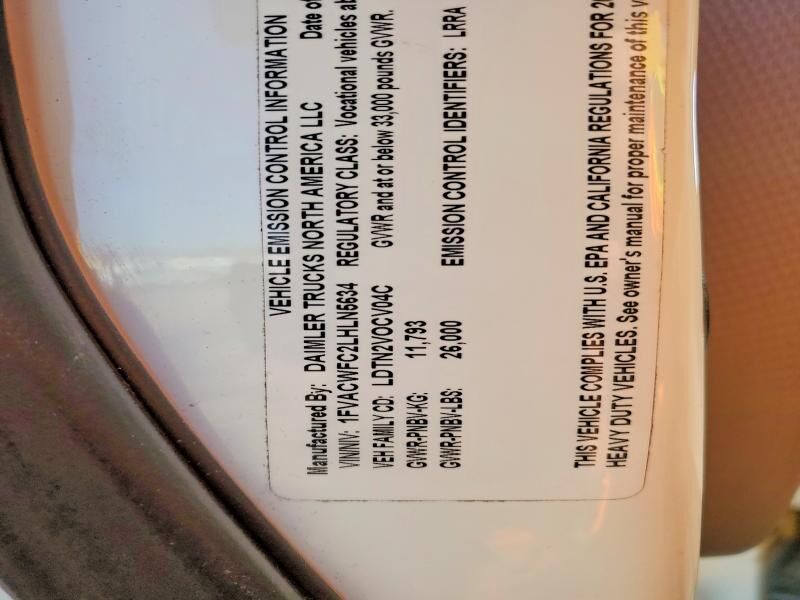 VEHICLE EMISSION CONTROL INFORMATION
Manufactured By: DAIMLER TRUCKS NORTH AMERICA LLC Date of
VIN/NIV: 1FVACWFC2LHLN5634 REGULATORY CLASS: Vocational vehicles
VEH FAMILY CD: LDTN2VOCV04C GVWR and at or below 33,000 pounds GVWR.
GVWR-PNBV-KG: 11,793
GVWR-PNBV-LBS: 26,000 EMISSION CONTROL IDENTIFIERS: LRRA
THIS VEHICLE COMPLIES WITH U.S. EPA AND CALIFORNIA REGULATIONS FOR 20
HEAVY DUTY VEHICLES. See owner's manual for proper maintenance of this v